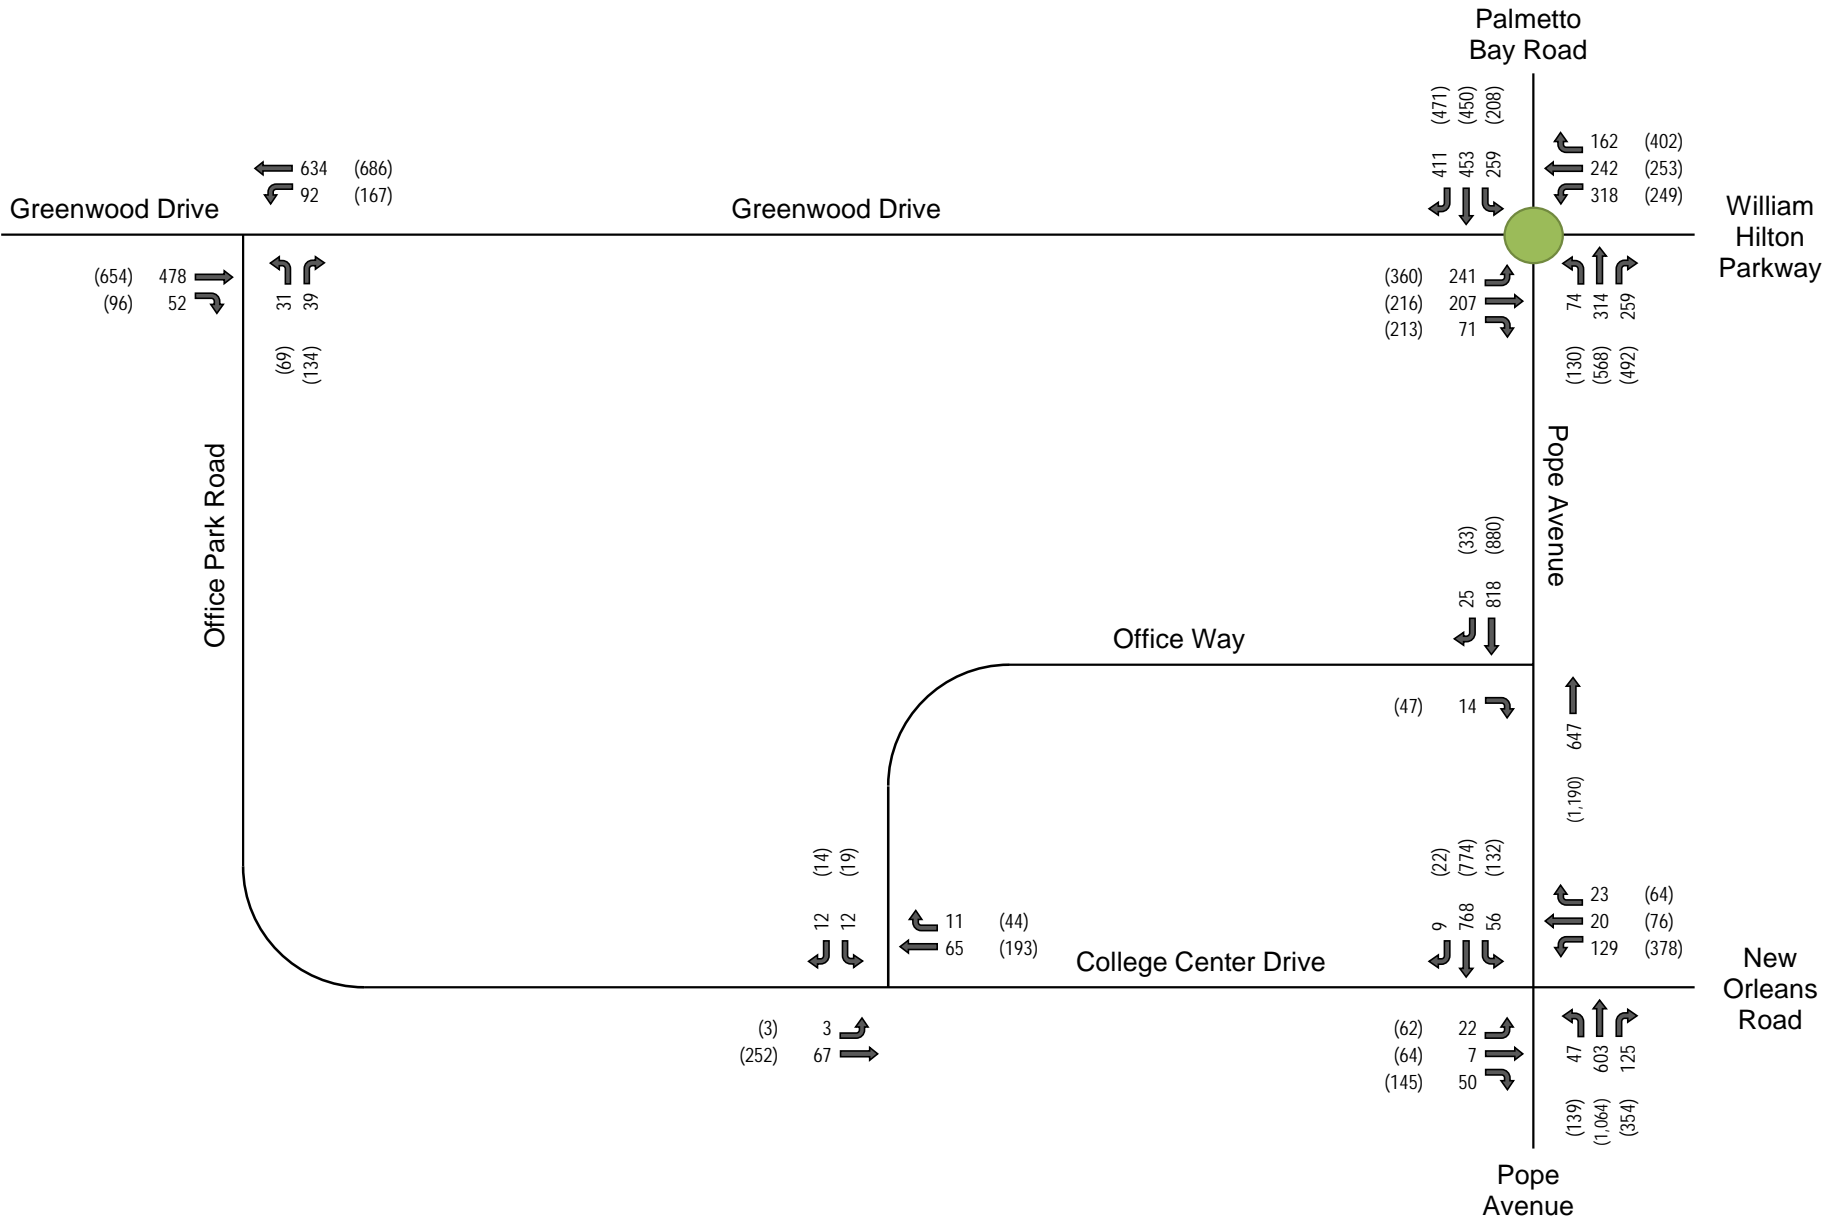 Palmetto
Bay Road
(471) (450) (208)
411 453 259
162 (402)
242 (253)
318 (249)
634 (686)
92 (167)
Greenwood Drive
Greenwood Drive
William
Hilton
Parkway
(654) 478
(96) 52
31 39
(69) (134)
(360) 241
(216) 207
(213) 71
74 314 259
(130) (568) (492)
Office Park Road
Pope Avenue
(33) (880)
25 818
Office Way
(47) 14
647
(1,190)
(14) (19)
12 12
11 (44)
65 (193)
College Center Drive
(22) (774) (132)
9 768 56
23 (64)
20 (76)
129 (378)
New
Orleans
Road
(3) 3
(252) 67
(62) 22
(64) 7
(145) 50
47 603 125
(139) (1,064) (354)
Pope
Avenue